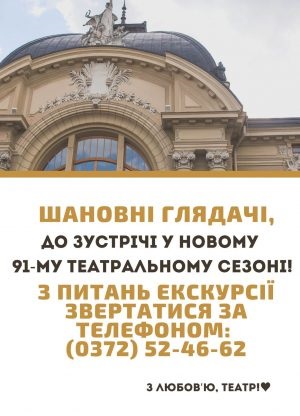 ШАНОВНІ ГЛЯДАЧІ,
ДО ЗУСТРІЧІ У НОВОМУ
91-МУ ТЕАТРАЛЬНОМУ СЕЗОНІ!
З ПИТАНЬ ЕКСКУРСІЇ
ЗВЕРТАТИСЯ ЗА
ТЕЛЕФОНОМ:
(0372) 52-46-62
З ЛЮБОВ'Ю, ТЕАТР!♥